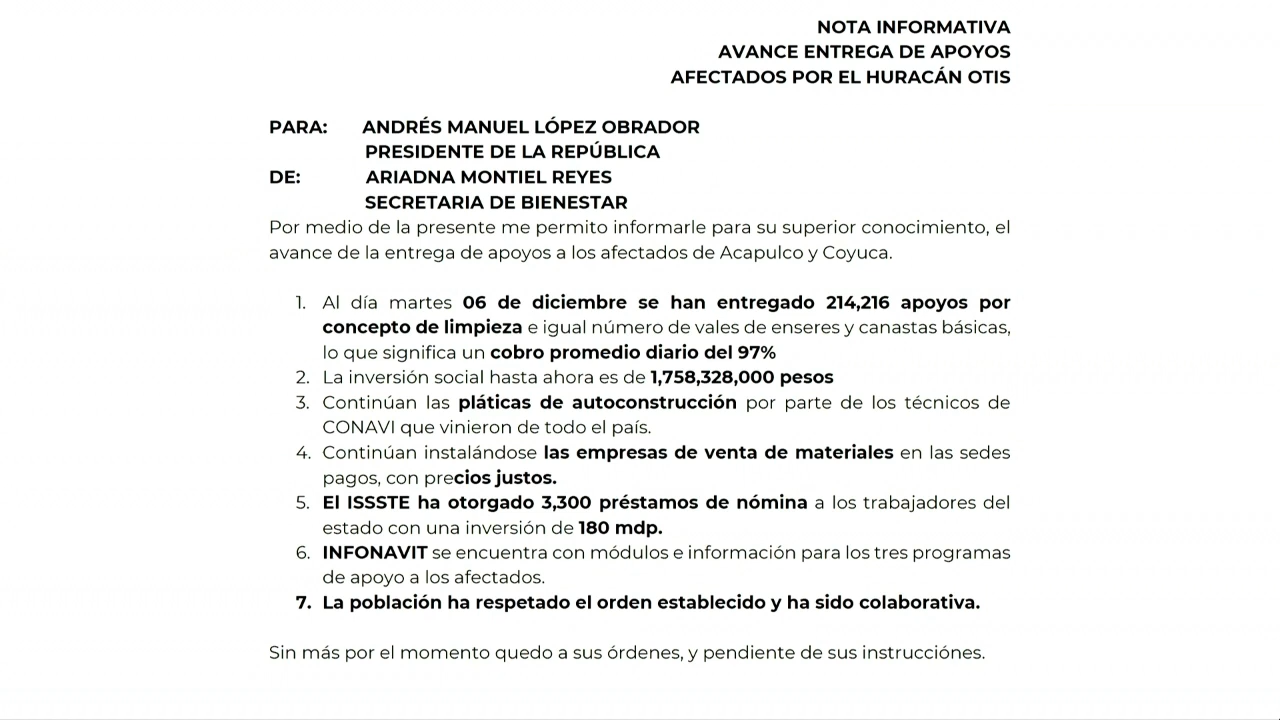 NOTA INFORMATIVA
AVANCE ENTREGA DE APOYOS
AFECTADOS POR EL HURACÁN OTIS
PARA: ANDRÉS MANUEL LÓPEZ OBRADOR
PRESIDENTE DE LA REPÚBLICA
DE: ARIADNA MONTIEL REYES
SECRETARIA DE BIENESTAR
Por medio de la presente me permito informarle para su superior conocimiento, el
avance de la entrega de apoyos a los afectados de Acapulco y Coyuca.
1. Al día martes 06 de diciembre se han entregado 214,216 apoyos por
concepto de limpieza e igual número de vales de enseres y canastas básicas,
lo que significa un cobro promedio diario del 97%
2. La inversión social hasta ahora es de 1,758,328,000 pesos
3. Continúan las pláticas de autoconstrucción por parte de los técnicos de
CONAVI que vinieron de todo el país.
4. Continúan instalándose las empresas de venta de materiales en las sedes
pagos, con precios justos.
5. El ISSSTE ha otorgado 3,300 préstamos de nómina a los trabajadores del
estado con una inversión de 180 mdp.
6. INFONAVIT se encuentra con módulos e información para los tres programas
de apoyo a los afectados.
7. La población ha respetado el orden establecido y ha sido colaborativa.
Sin más por el momento quedo a sus órdenes, y pendiente de sus instrucciónes.